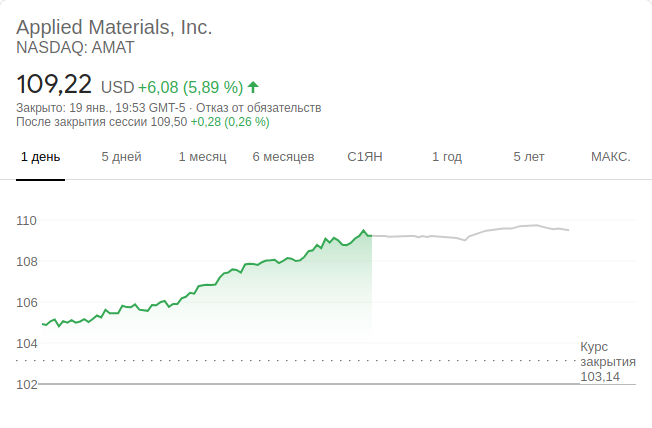 Applied Materials, Inc.
NASDAQ: AMAT
109,22 USD +6,08 (5,89 %)
Закрыто: 19 янв., 19:53 GMT-5 · Отказ от обязательств
После закрытия сессии 109,50 +0,28 (0,26 %)
1 день 5 дней 1 месяц 6 месяцев С1ЯН 1 год 5 лет МАКС.
110
108
106
104
102
Курс
закрытия
103,14